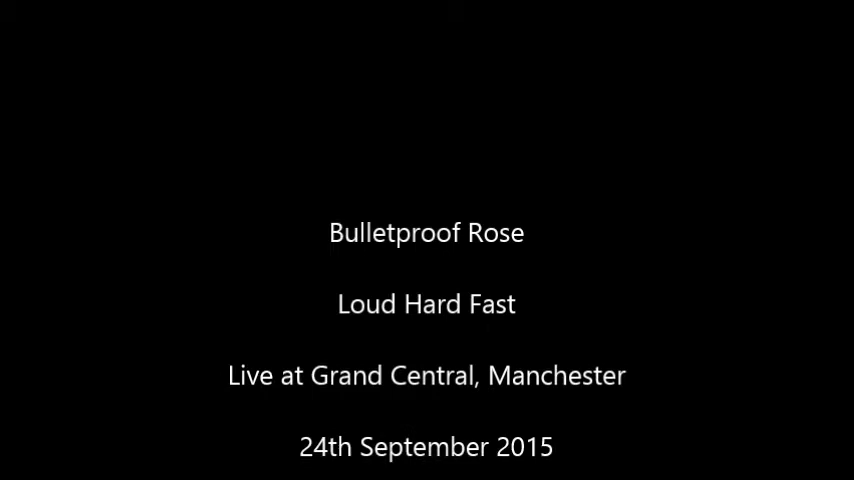 Bulletproof Rose
Loud Hard Fast
Live at Grand Central, Manchester
24th September 2015